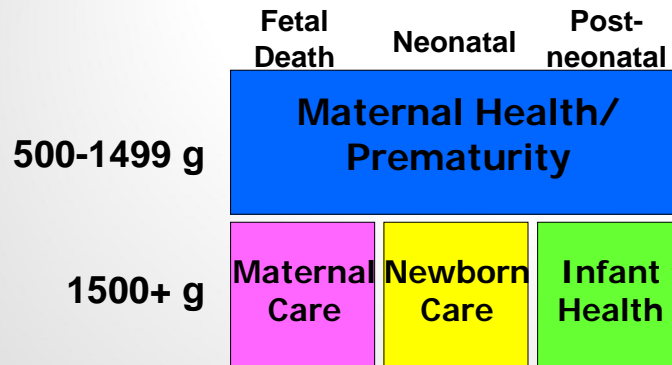 Fetal
Death
Neonatal
Post-
neonatal
500-1499 g
Maternal Health/
Prematurity
1500+ g
Maternal
Care
Newborn
Care
Infant
Health